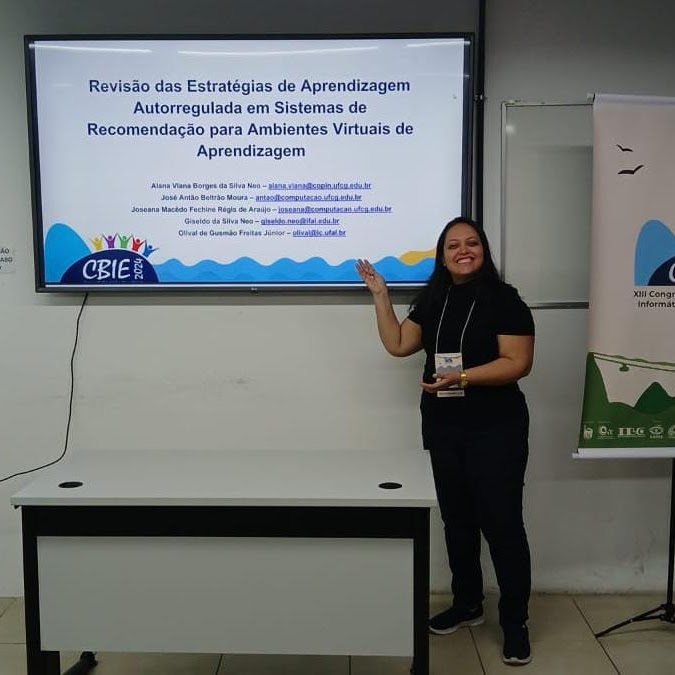 Revisão das Estratégias de Aprendizagem
Autorregulada em Sistemas de
Recomendação para Ambientes Virtuais de
Aprendizagem
Alana Viana Borges da Silva Neo – alana.viana@copin.ufcg.edu.br
José Antão Beltrão Moura – antao@computacao.ufcg.edu.br
Joseana Macêdo Fechine Régis de Araújo – joseana@computacao.ufcg.edu.br
Giseldo da Silva Neo – giseldo.neo@ifal.edu.br
Olival de Gusmão Freitas Júnior – olival@ic.ufal.br
CBIE
2024
XIII Congr
Informát